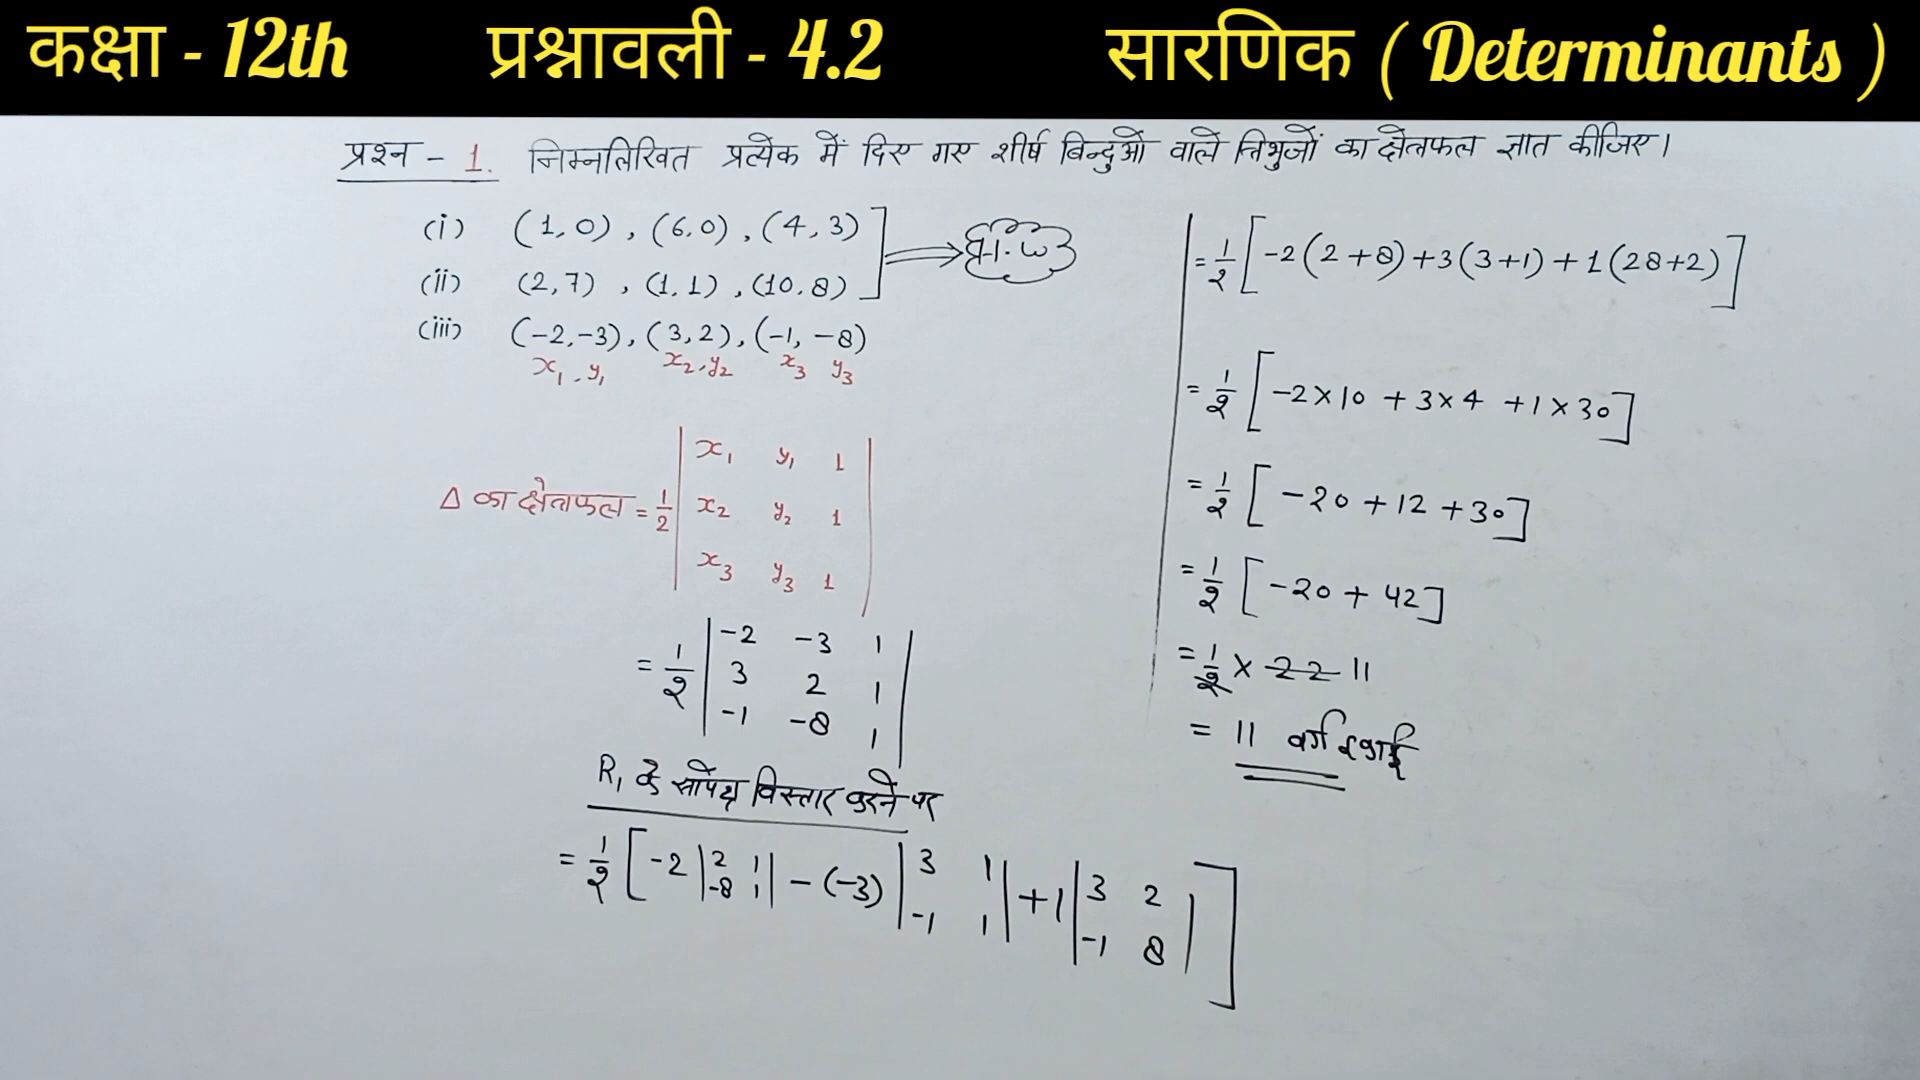 कक्षा - 12th प्रश्नावली - 4.2 सारणिक ( Determinants )
प्रश्न - 1. निम्नलिखित प्रत्येक में दिए गए शीर्ष बिन्दुओ वाले त्रिभुजों का क्षेत्रफल ज्ञात कीजिए।
(i) (1,0), (6,0), (4,3)
(ii) (2,7), (1,1), (10,8)
H.W
(iii) (-2,-3), (3,2), (-1,-8)
x₁, y₁ x₂, y₂ x₃ y₃
Δ का क्षेत्रफल = 1/2 | x₁ y₁ 1
x₂ y₂ 1
x₃ y₃ 1 |
= 1/2 | -2 -3 1
3 2 1
-1 -8 1 |
R₁ के सापेक्ष विस्तार करने पर
= 1/2 [ -2 | 2 1 ; -8 1 | - (-3) | 3 1 ; -1 1 | + 1 | 3 2 ; -1 8 | ]
= 1/2 [ -2(2+8) + 3(3+1) + 1(28+2) ]
= 1/2 [ -2×10 + 3×4 + 1×30 ]
= 1/2 [ -20 + 12 + 30 ]
= 1/2 [ -20 + 42 ]
= 1/2 × 22 11
= 11 वर्ग इकाई